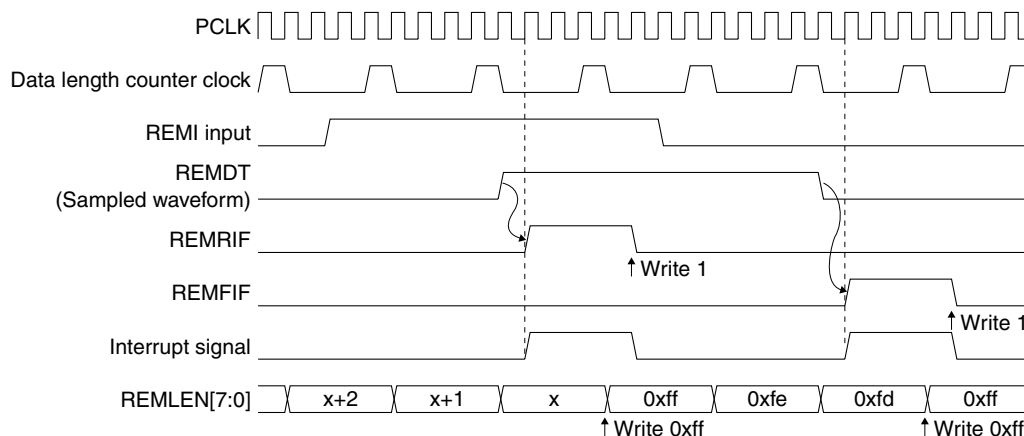 PCLK
Data length counter clock
REMI input
REMDT
(Sampled waveform)
REMRIF
↑ Write 1
REMFIF
↑ Write 1
Interrupt signal
REMLEN[7:0] x+2 x+1 x 0xff 0xfe 0xfd 0xff
↑ Write 0xff ↑ Write 0xff